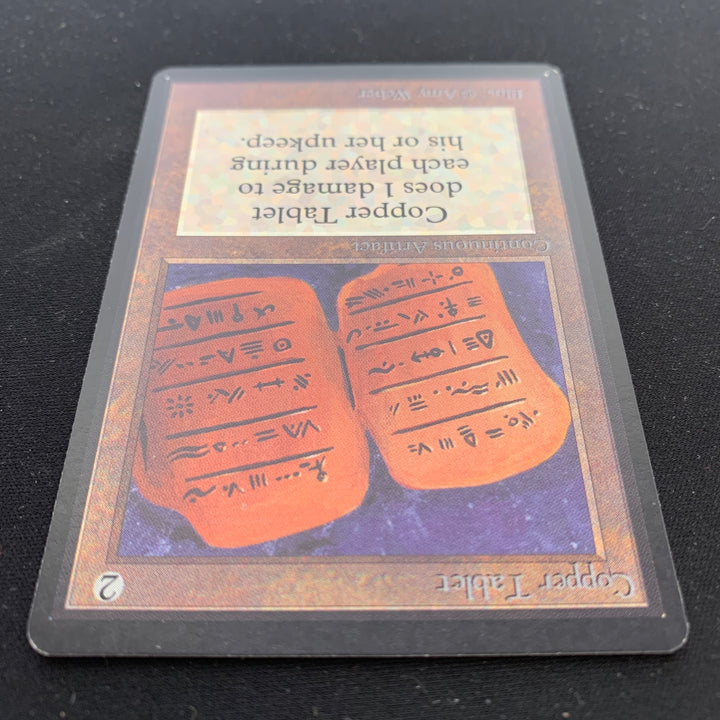 Copper Tablet
2
Continuous Artifact
Copper Tablet
does 1 damage to
each player during
his or her upkeep.
Illus. © Amy Weber